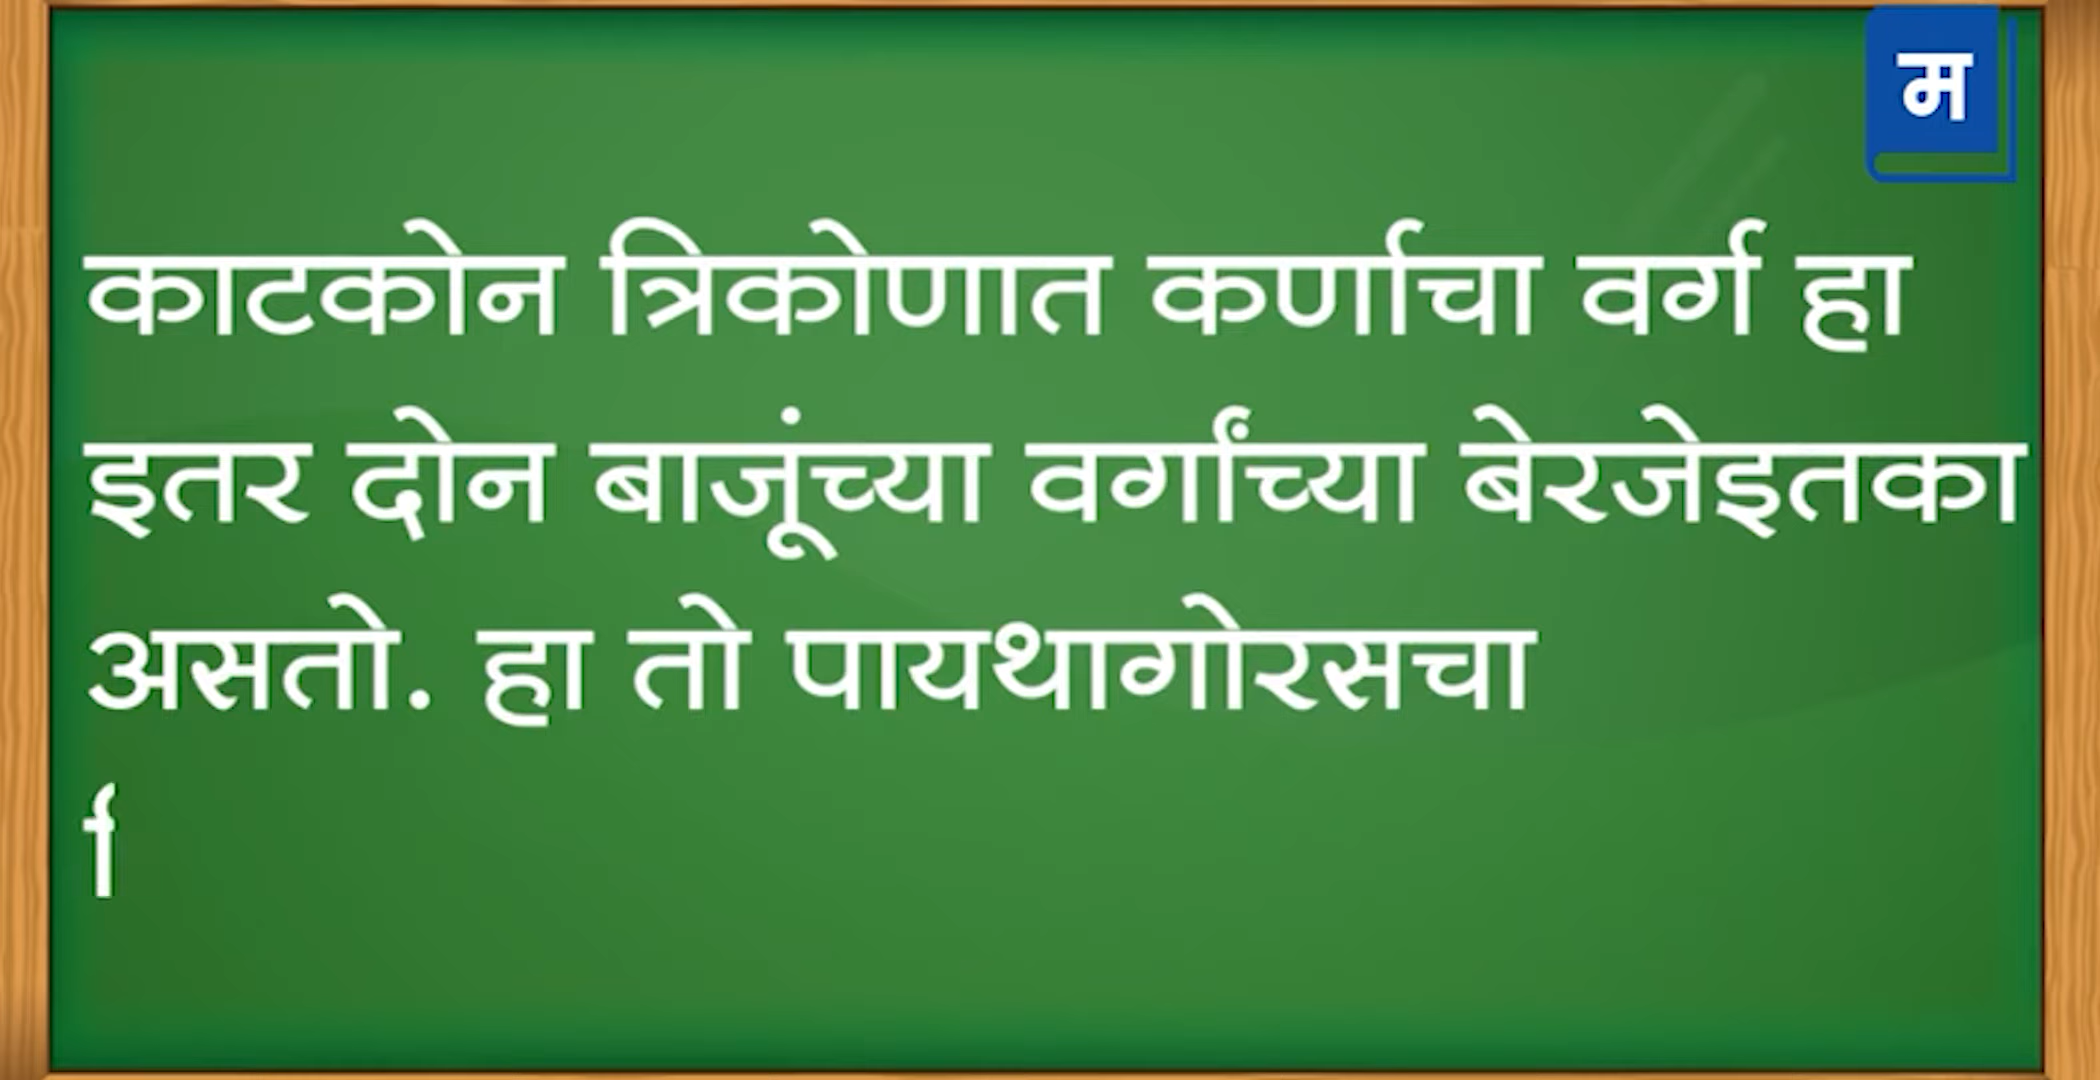 म
काटकोन त्रिकोणात कर्णाचा वर्ग हा
इतर दोन बाजूंच्या वर्गांच्या बेरजेइतका
असतो. हा तो पायथागोरसचा